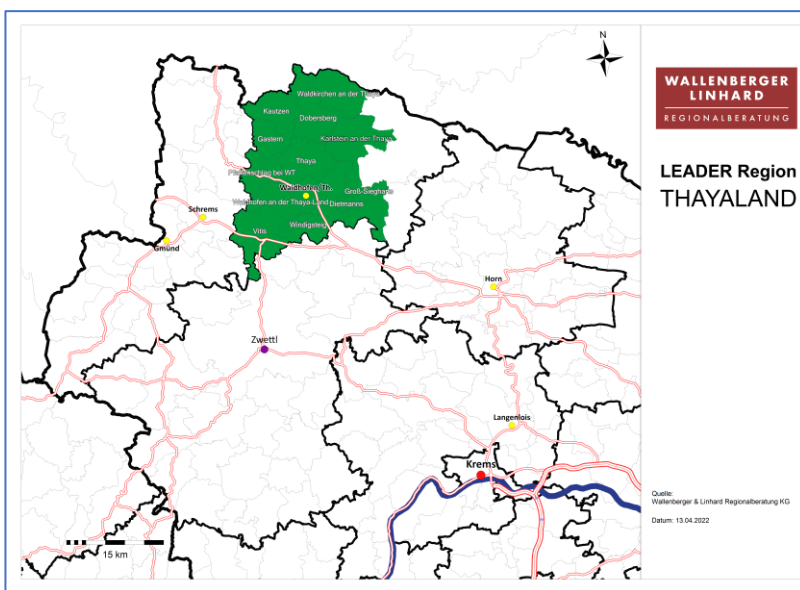 N
Waldkirchen an der Thaya
Kautzen
Dobersberg
Gastern
Karlstein an der Thaya
Thaya
Pfaffenschlag bei WT
Waidhofen, Th.
Groß-Siegharts
Waidhofen an der Thaya-Land
Dietmanns
Schrems
Windigsteig
Vitis
Gmünd
Horn
Zwettl
Langenlois
Krems
15 km
WALLENBERGER
LINHARD
REGIONALBERATUNG
LEADER Region
THAYALAND
Quelle:
Wallenberger & Linhard Regionalberatung KG
Datum: 13.04.2022